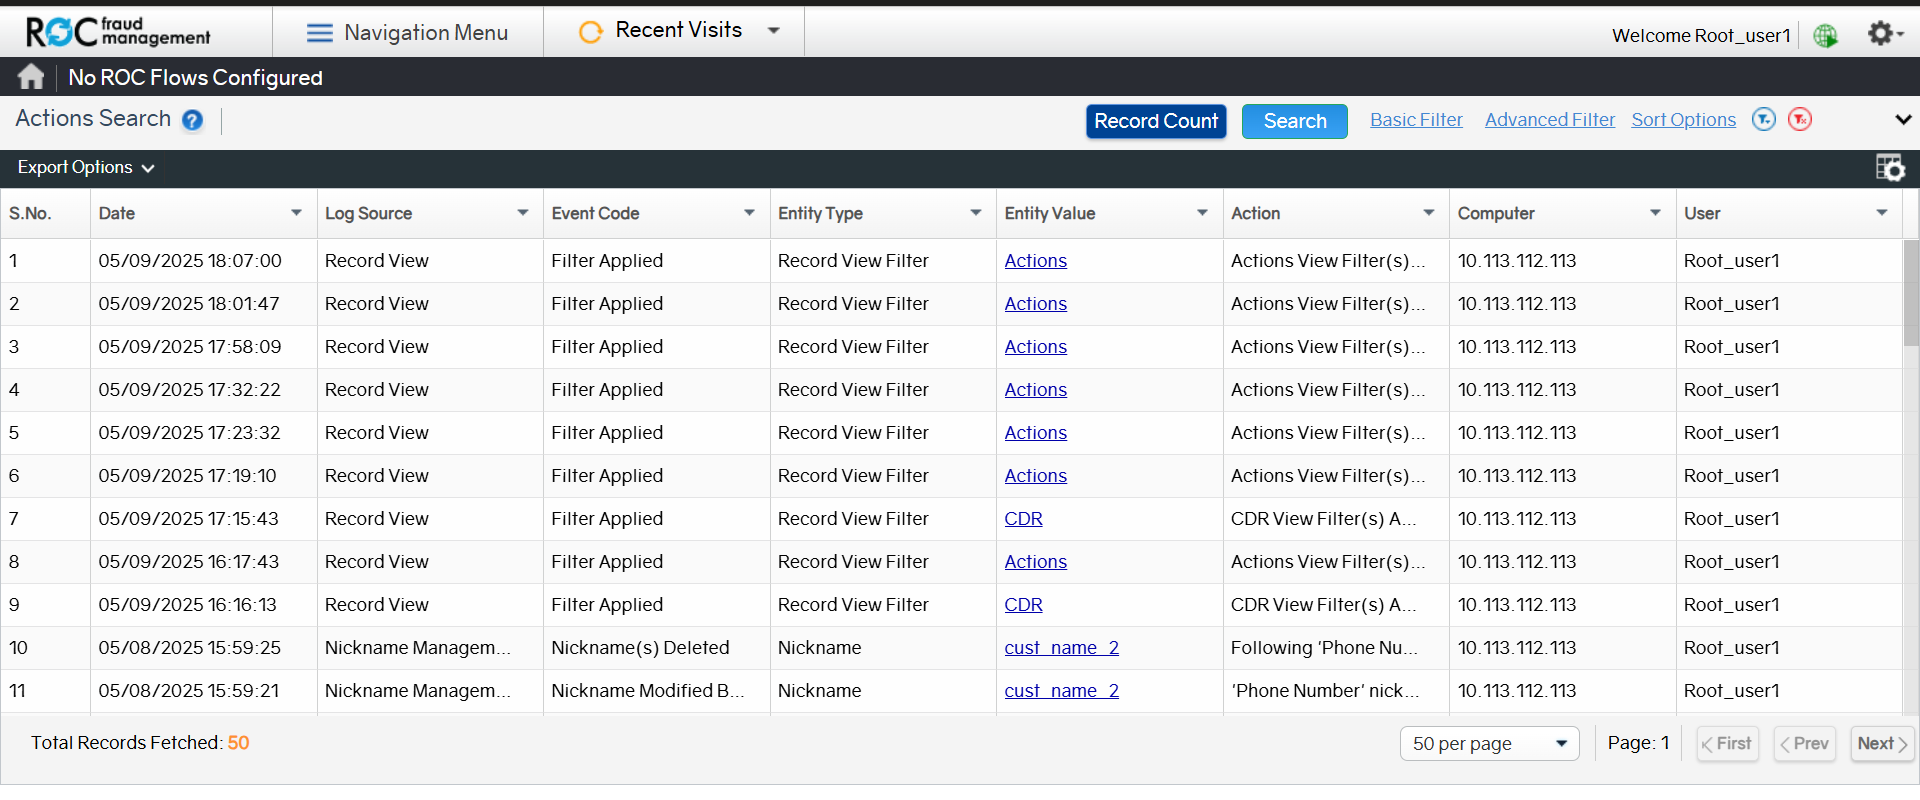 ROC fraud management Navigation Menu Recent Visits Welcome Root_user1
No ROC Flows Configured
Actions Search ? Record Count Search Basic Filter Advanced Filter Sort Options
Export Options
S.No. Date Log Source Event Code Entity Type Entity Value Action Computer User
1 05/09/2025 18:07:00 Record View Filter Applied Record View Filter Actions Actions View Filter(s)... 10.113.112.113 Root_user1
2 05/09/2025 18:01:47 Record View Filter Applied Record View Filter Actions Actions View Filter(s)... 10.113.112.113 Root_user1
3 05/09/2025 17:58:09 Record View Filter Applied Record View Filter Actions Actions View Filter(s)... 10.113.112.113 Root_user1
4 05/09/2025 17:32:22 Record View Filter Applied Record View Filter Actions Actions View Filter(s)... 10.113.112.113 Root_user1
5 05/09/2025 17:23:32 Record View Filter Applied Record View Filter Actions Actions View Filter(s)... 10.113.112.113 Root_user1
6 05/09/2025 17:19:10 Record View Filter Applied Record View Filter Actions Actions View Filter(s)... 10.113.112.113 Root_user1
7 05/09/2025 17:15:43 Record View Filter Applied Record View Filter CDR CDR View Filter(s) A... 10.113.112.113 Root_user1
8 05/09/2025 16:17:43 Record View Filter Applied Record View Filter Actions Actions View Filter(s)... 10.113.112.113 Root_user1
9 05/09/2025 16:16:13 Record View Filter Applied Record View Filter CDR CDR View Filter(s) A... 10.113.112.113 Root_user1
10 05/08/2025 15:59:25 Nickname Managem... Nickname(s) Deleted Nickname cust_name_2 Following 'Phone Nu... 10.113.112.113 Root_user1
11 05/08/2025 15:59:21 Nickname Managem... Nickname Modified B... Nickname cust_name_2 'Phone Number' nick... 10.113.112.113 Root_user1
Total Records Fetched: 50 50 per page Page: 1 First Prev Next